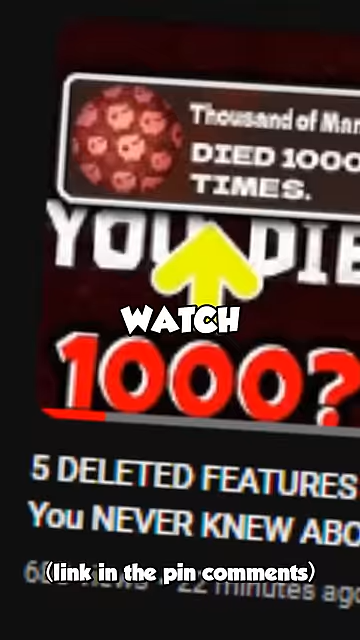 Thousand of
DIED 1000
TIMES.
YOU DIE
WATCH
1000?
5 DELETED FEATURES
You NEVER KNEW ABO
(link in the pin comments)
22 minutes ago